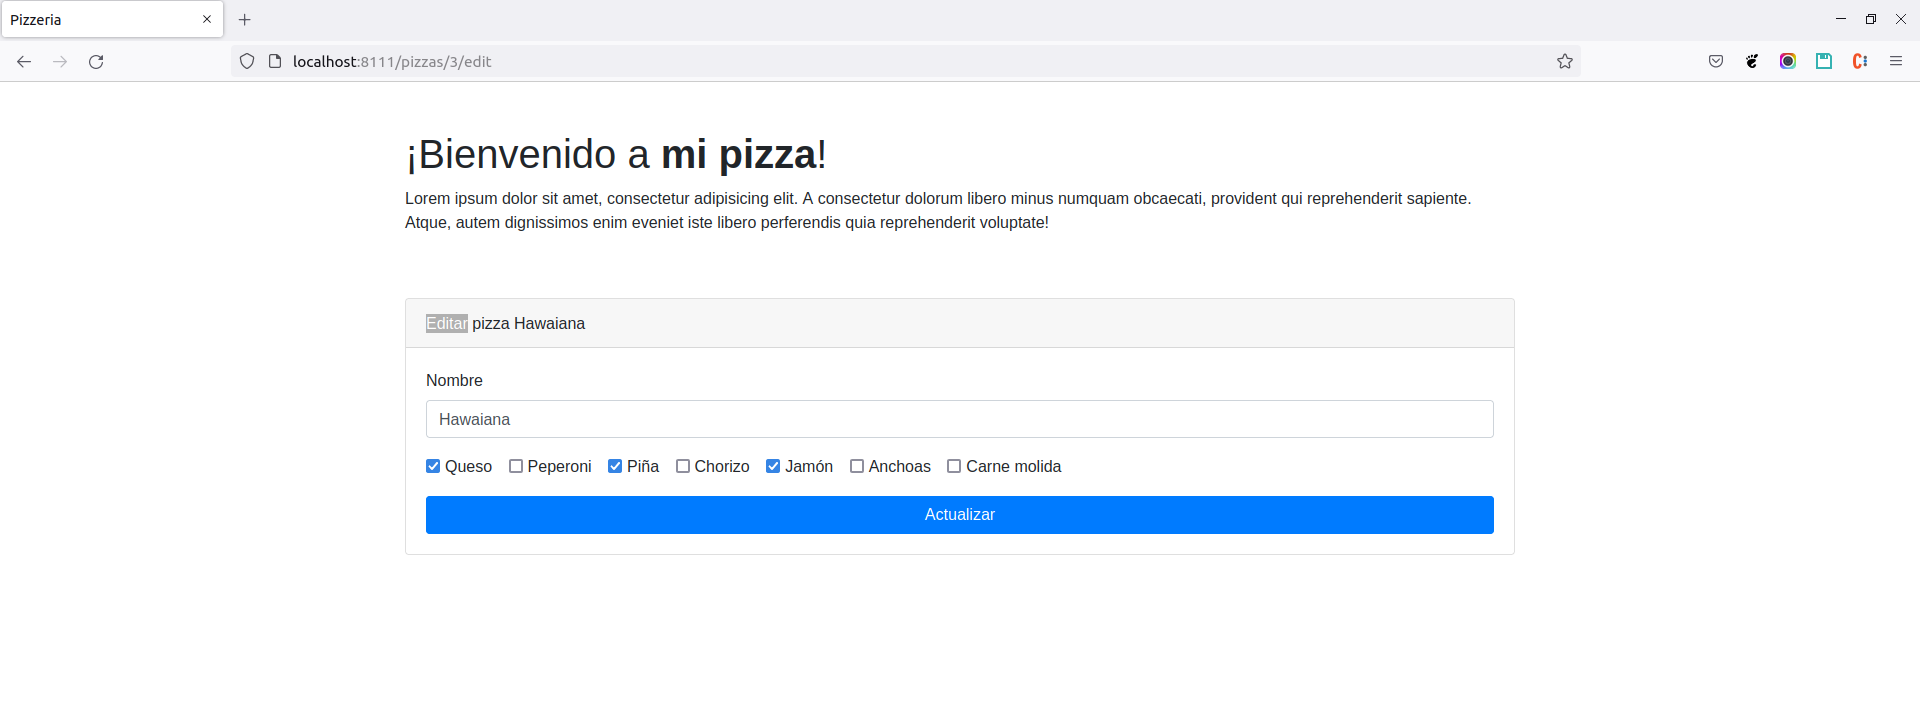 Pizzeria
localhost:8111/pizzas/3/edit
¡Bienvenido a mi pizza!
Lorem ipsum dolor sit amet, consectetur adipisicing elit. A consectetur dolorum libero minus numquam obcaecati, provident qui reprehenderit sapiente.
Atque, autem dignissimos enim eveniet iste libero perferendis quia reprehenderit voluptate!
Editar pizza Hawaiana
Nombre
Hawaiana
Queso Peperoni Piña Chorizo Jamón Anchoas Carne molida
Actualizar